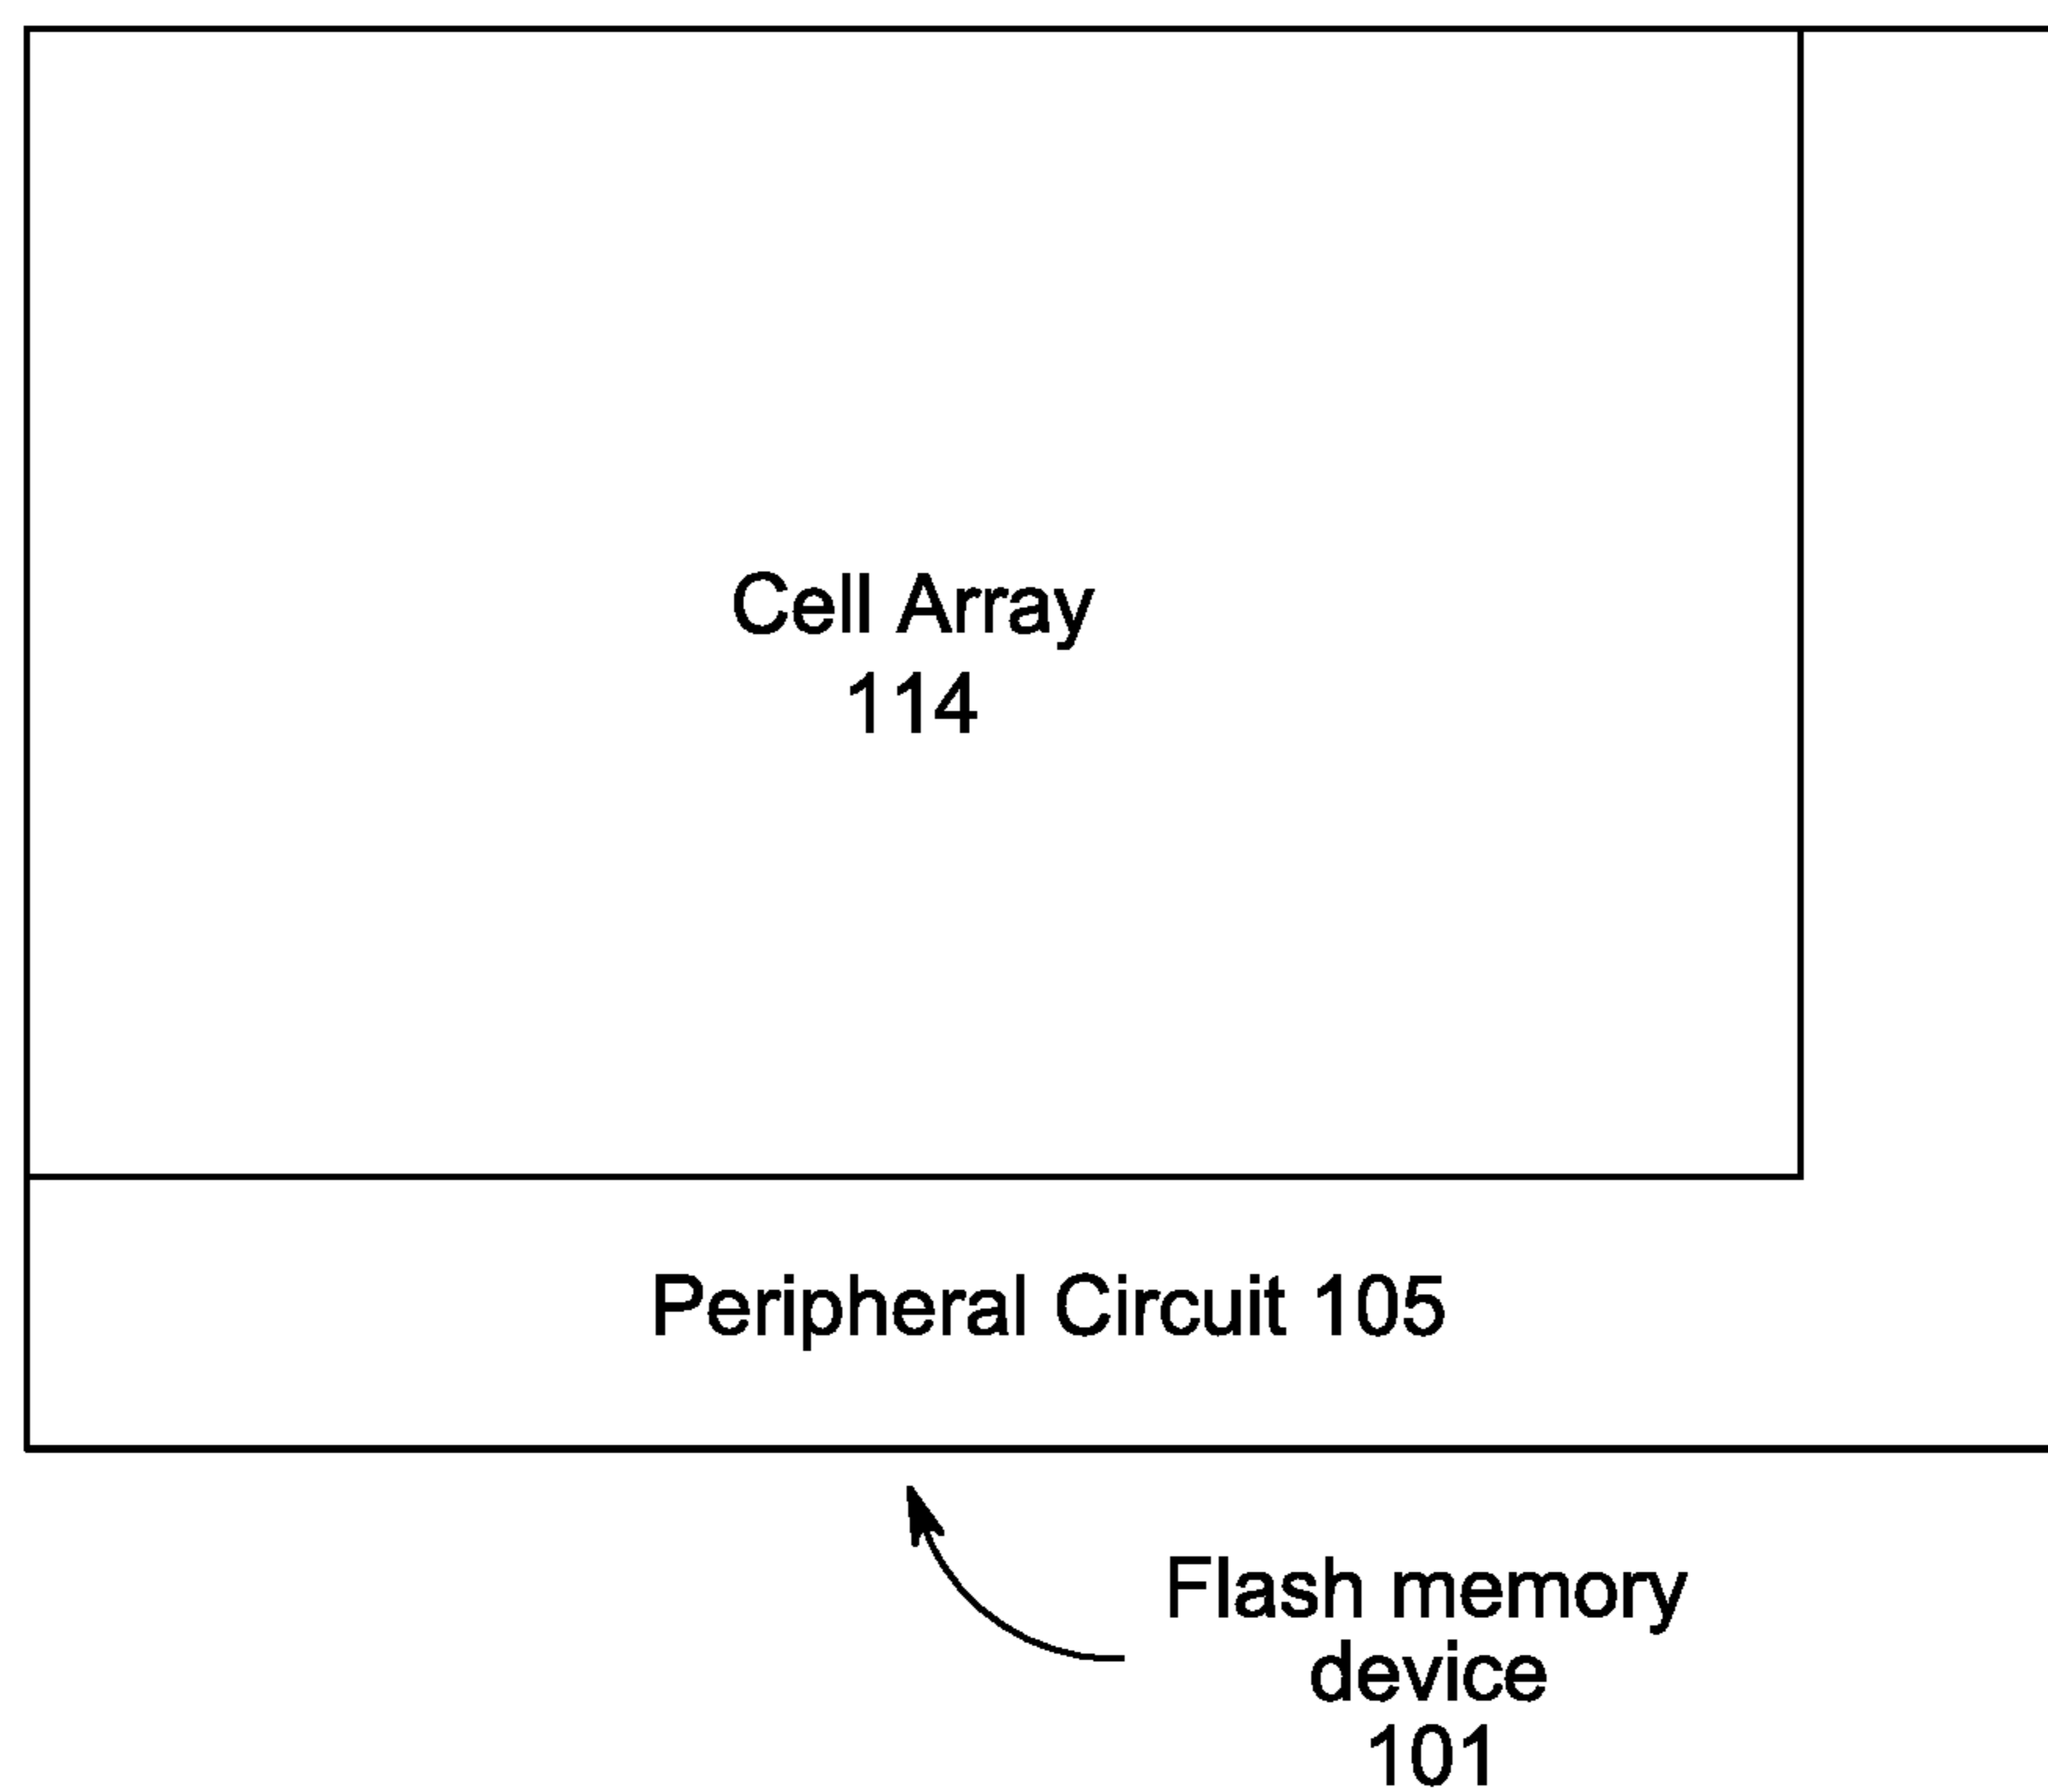 Cell Array
114
Peripheral Circuit 105
Flash memory
device
101